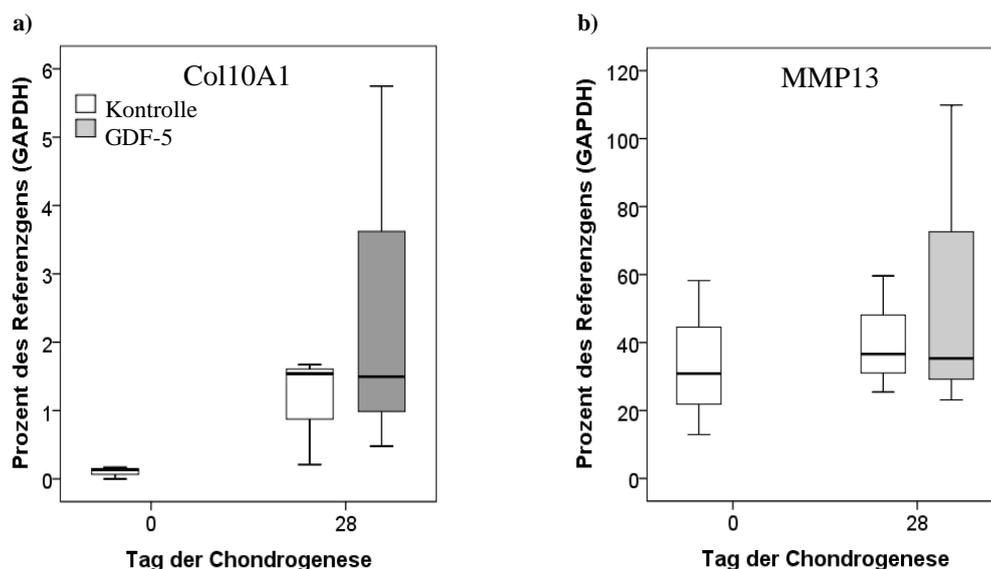 a)
Col10A1
Kontrolle
GDF-5
Prozent des Referenzgens (GAPDH)
6
5
4
3
2
1
0
0 28
Tag der Chondrogenese
b)
MMP13
Prozent des Referenzgens (GAPDH)
120
100
80
60
40
20
0
0 28
Tag der Chondrogenese